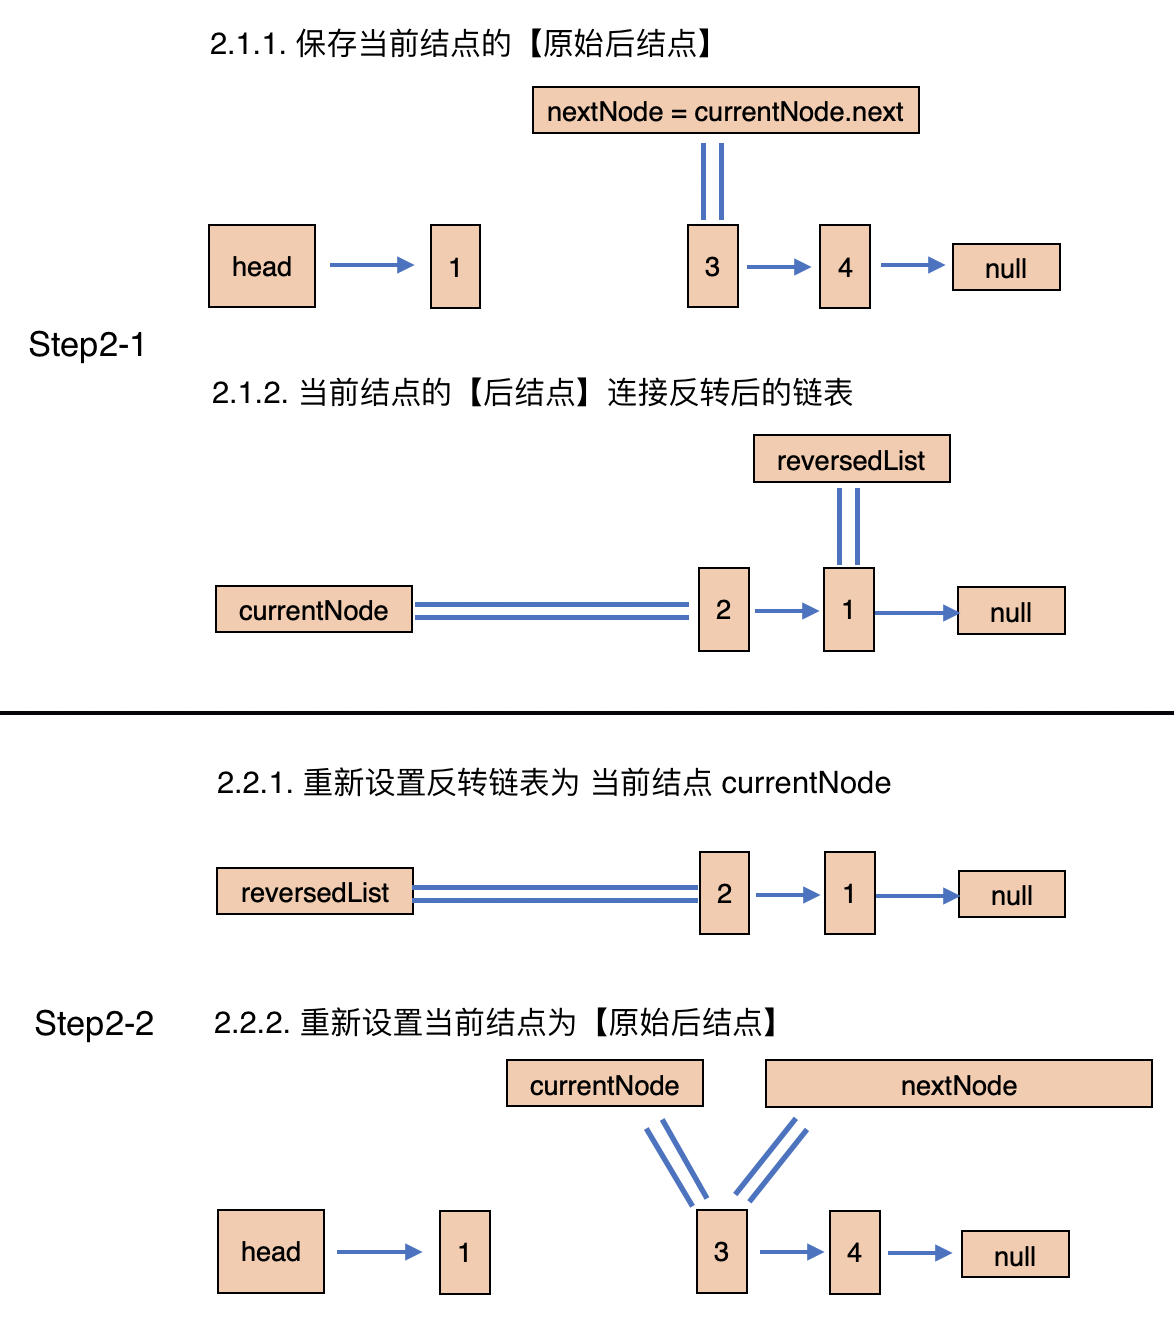 2.1.1. 保存当前结点的【原始后结点】
nextNode = currentNode.next
head
1
3
4
null
Step2-1
2.1.2. 当前结点的【后结点】连接反转后的链表
reversedList
currentNode
2
1
null
2.2.1. 重新设置反转链表为 当前结点 currentNode
reversedList
2
1
null
Step2-2
2.2.2. 重新设置当前结点为【原始后结点】
currentNode
nextNode
head
1
3
4
null